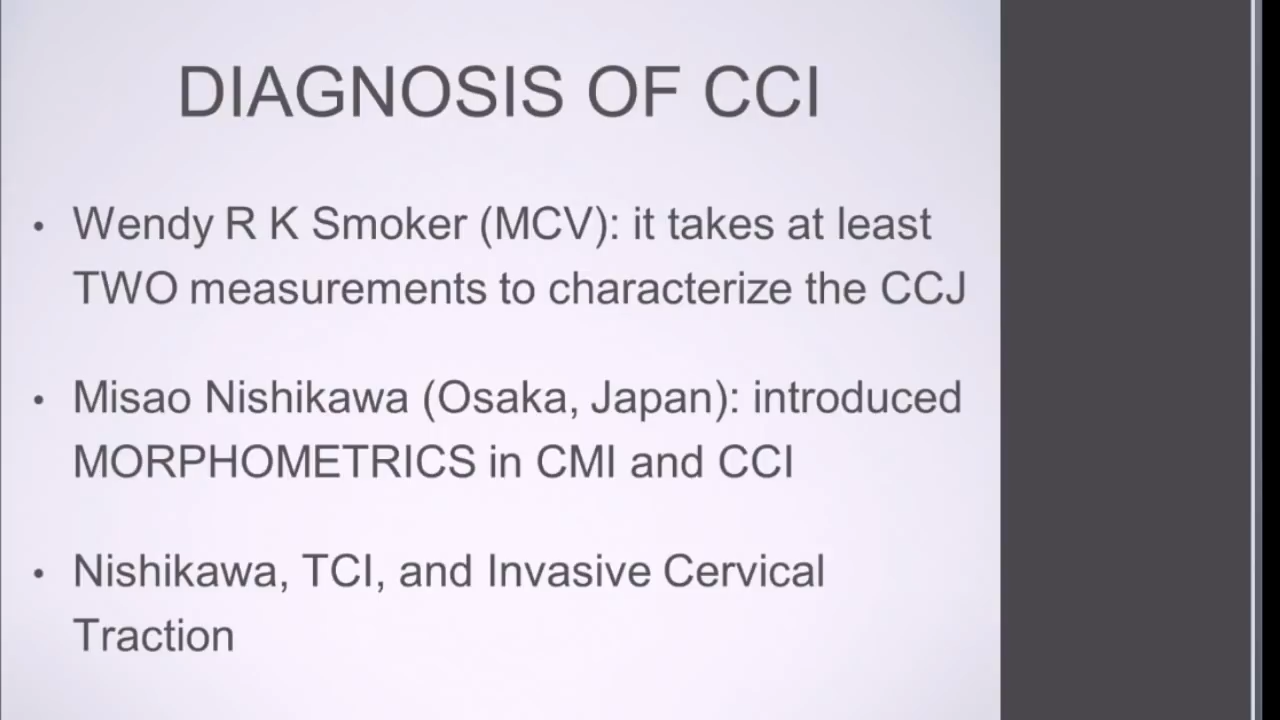 DIAGNOSIS OF CCI
• Wendy R K Smoker (MCV): it takes at least
TWO measurements to characterize the CCJ
• Misao Nishikawa (Osaka, Japan): introduced
MORPHOMETRICS in CMI and CCI
• Nishikawa, TCI, and Invasive Cervical
Traction